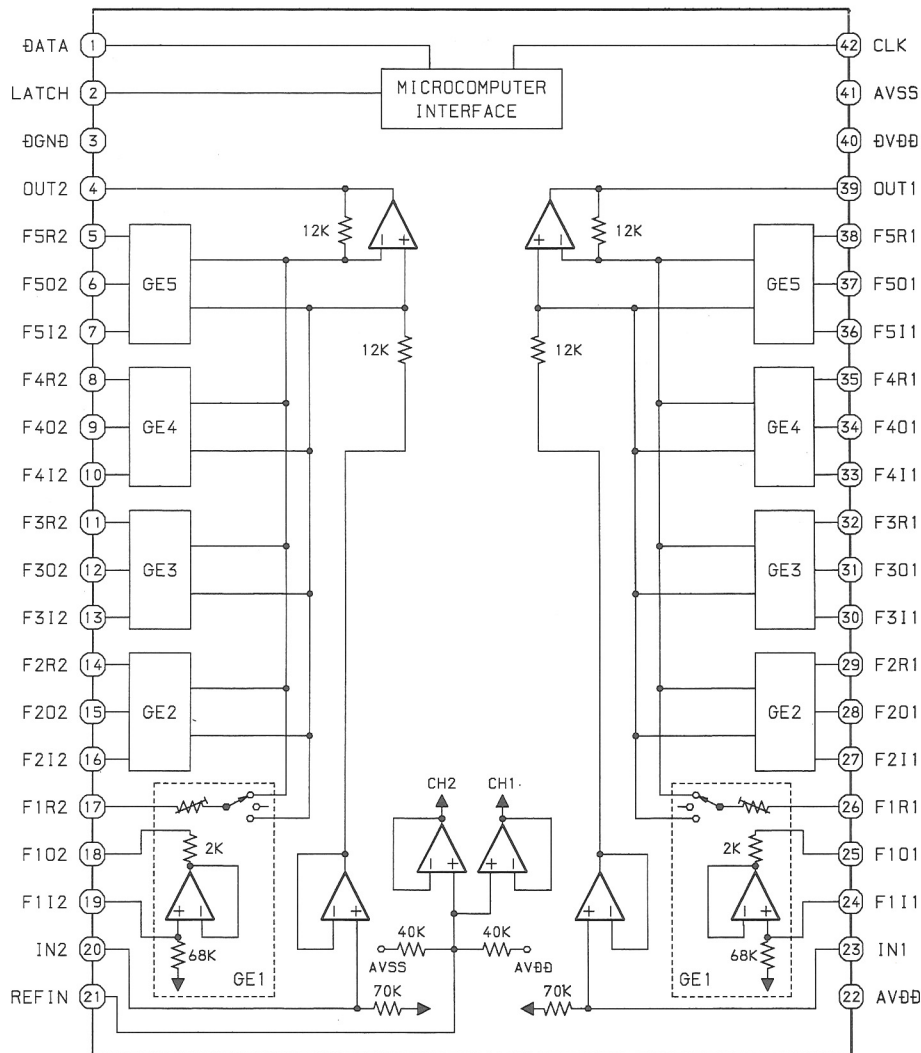 DATA 1
42 CLK
MICROCOMPUTER
INTERFACE
LATCH 2
41 AVSS
DGND 3
40 DVDD
OUT2 4
39 OUT1
12K
12K
F5R2 5
38 F5R1
F5O2 6
GE5
GE5
37 F5O1
F5I2 7
36 F5I1
12K
12K
F4R2 8
35 F4R1
F4O2 9
GE4
GE4
34 F4O1
F4I2 10
33 F4I1
F3R2 11
32 F3R1
F3O2 12
GE3
GE3
31 F3O1
F3I2 13
30 F3I1
F2R2 14
29 F2R1
F2O2 15
GE2
GE2
28 F2O1
F2I2 16
27 F2I1
CH2
CH1
F1R2 17
26 F1R1
F1O2 18
2K
2K
25 F1O1
F1I2 19
24 F1I1
40K
40K
IN2 20
68K
AVSS
AVDD
68K
23 IN1
GE1
GE1
REFIN 21
70K
70K
22 AVDD